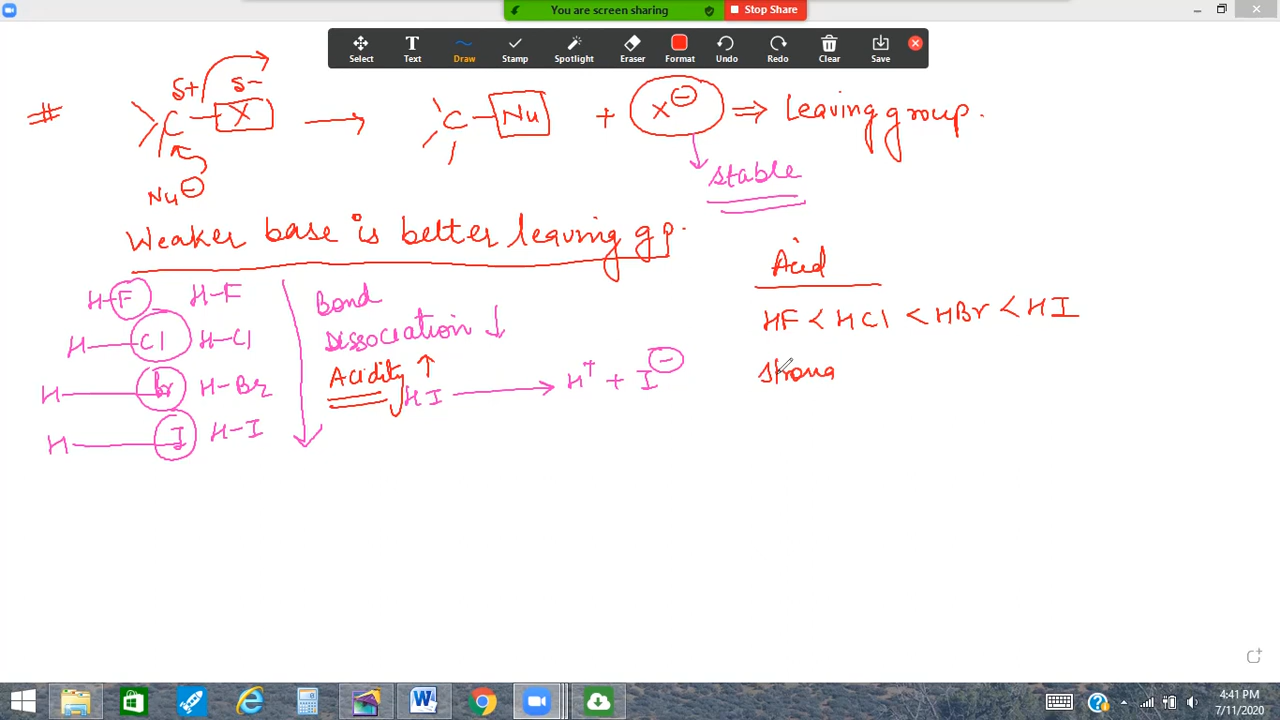 You are screen sharing
Stop Share
Select Text Draw Stamp Spotlight Eraser Format Undo Redo Clear Save
# δ+ δ-
C - X → C - Nu + X⊖ ⇒ Leaving group.
Nu⊖
stable
Weaker base is better leaving gp.
Acid
H-F H-F
Bond
HF < HCl < HBr < HI
H-Cl H-Cl
Dissociation ↓
Acidity ↑
strong
H-Br H-Br
HI → H+ + I⊖
H-I H-I
4:41 PM
7/11/2020